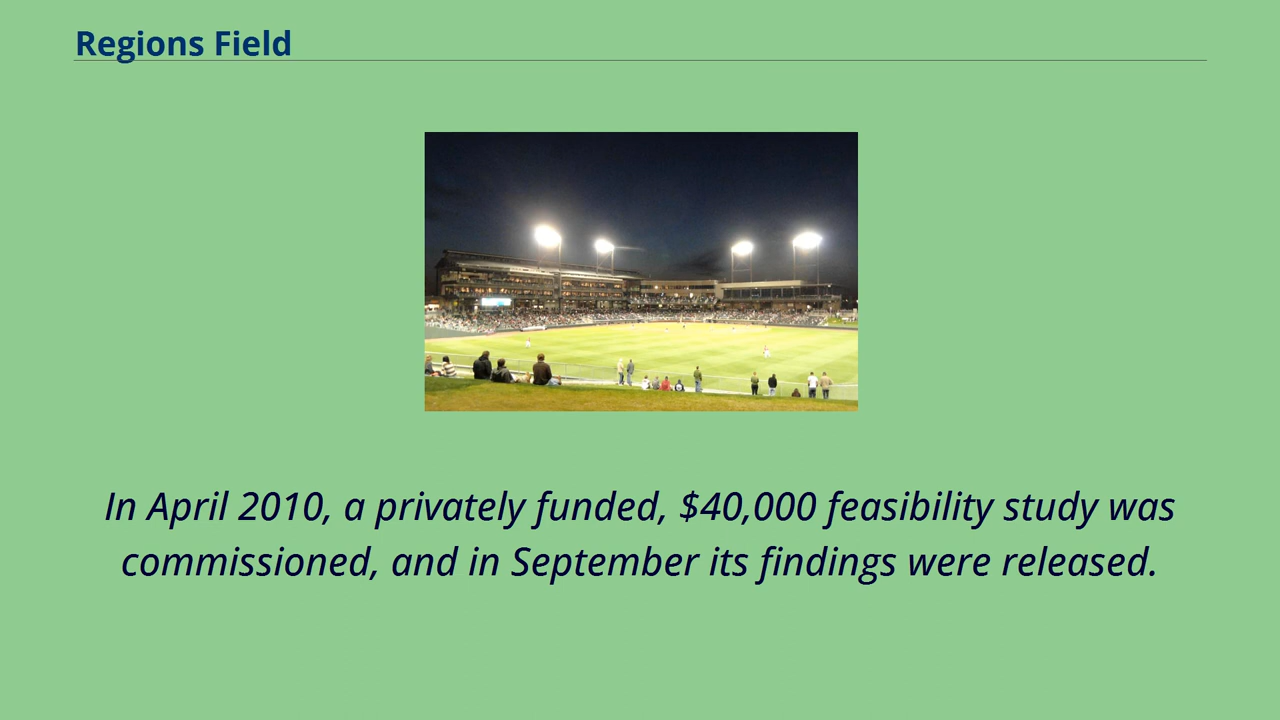 Regions Field
In April 2010, a privately funded, $40,000 feasibility study was
commissioned, and in September its findings were released.